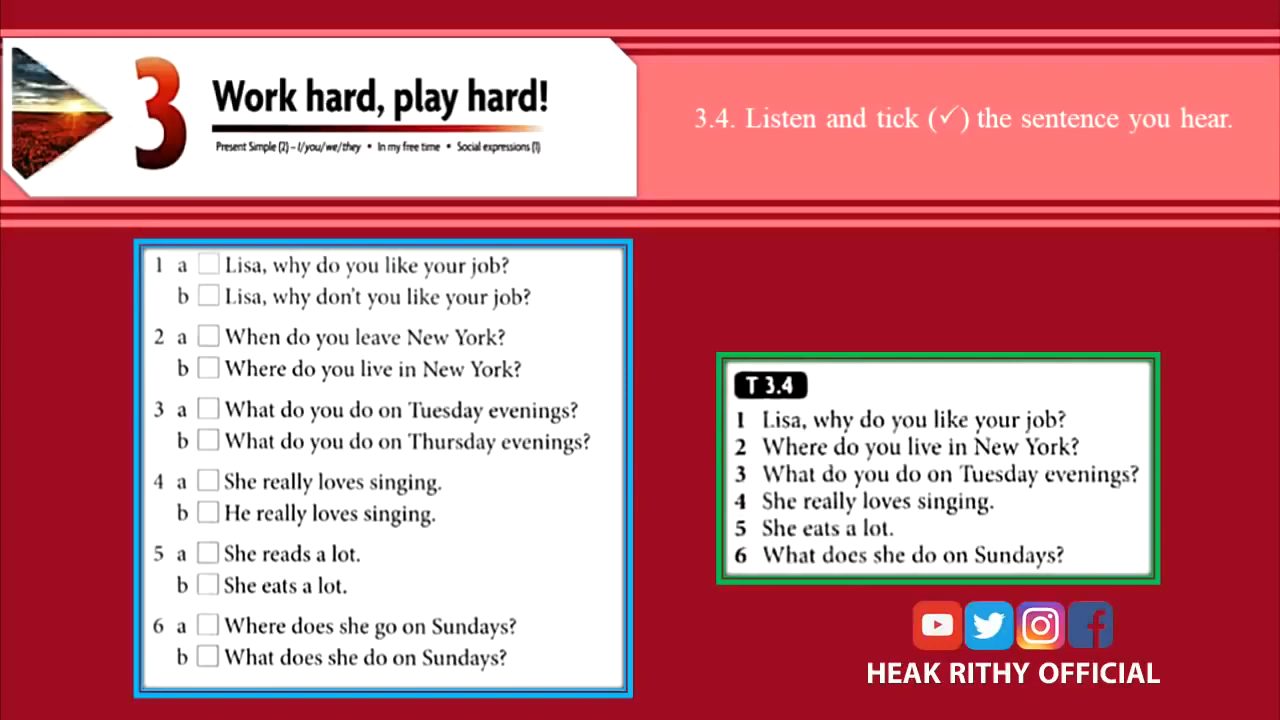 3
Work hard, play hard!
Present Simple (2) – I/you/we/they • In my free time • Social expressions (1)
3.4. Listen and tick (✓) the sentence you hear.
1 a Lisa, why do you like your job?
b Lisa, why don't you like your job?
2 a When do you leave New York?
b Where do you live in New York?
3 a What do you do on Tuesday evenings?
b What do you do on Thursday evenings?
4 a She really loves singing.
b He really loves singing.
5 a She reads a lot.
b She eats a lot.
6 a Where does she go on Sundays?
b What does she do on Sundays?
T 3.4
1 Lisa, why do you like your job?
2 Where do you live in New York?
3 What do you do on Tuesday evenings?
4 She really loves singing.
5 She eats a lot.
6 What does she do on Sundays?
HEAK RITHY OFFICIAL